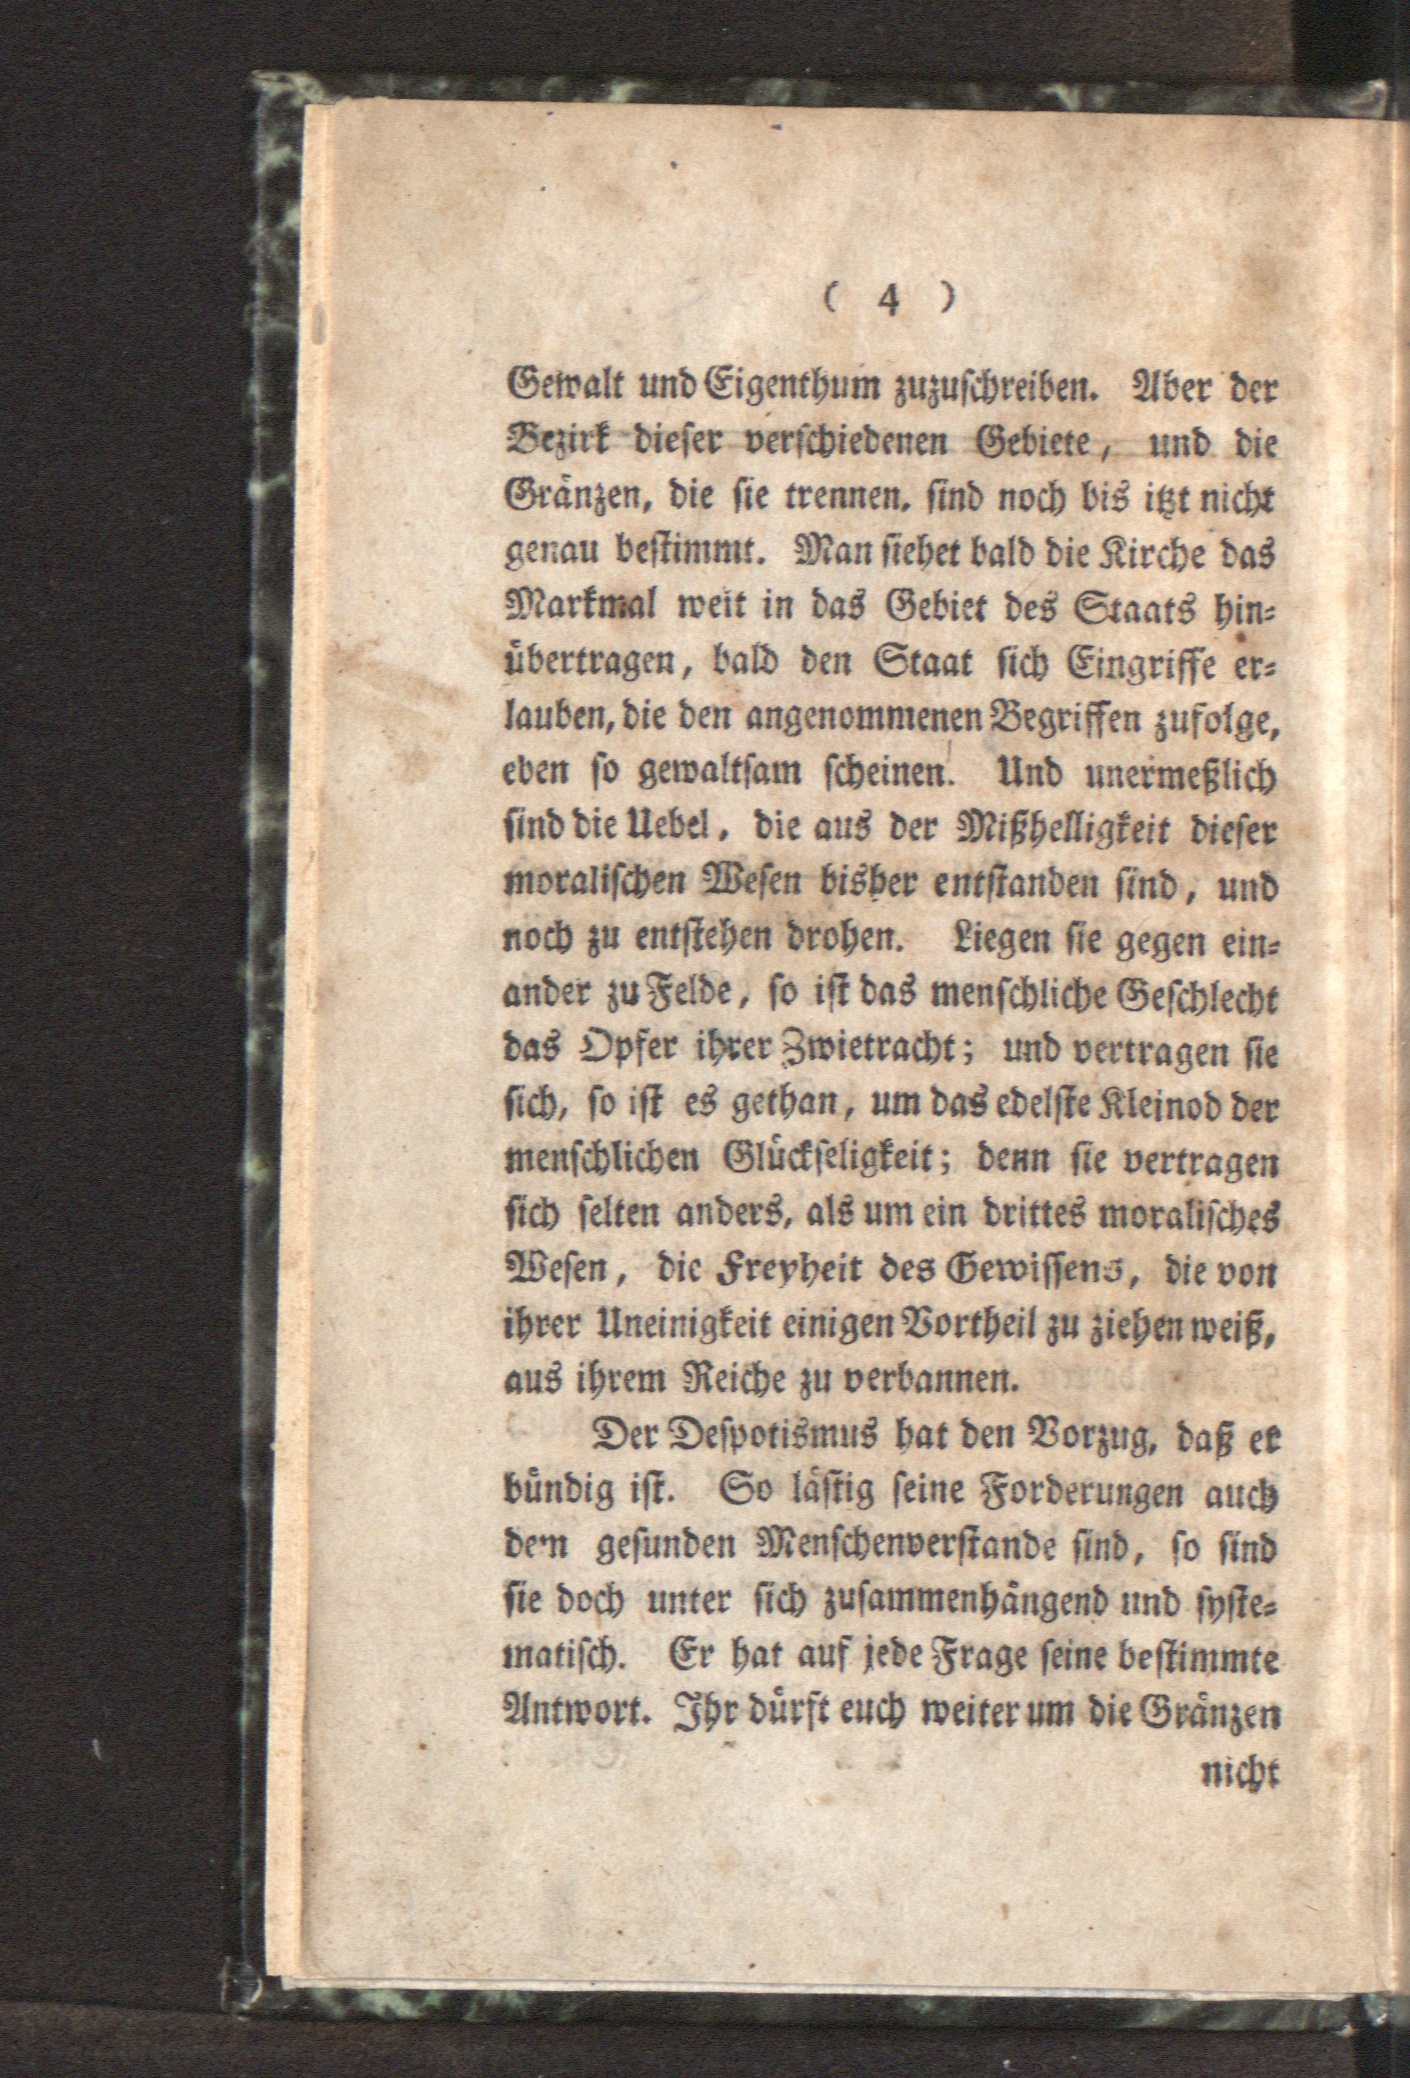 ( 4 )
Gewalt und Eigenthum zuzuschreiben. Aber der
Bezirk dieser verschiedenen Gebiete, und die
Gränzen, die sie trennen, sind noch bis itzt nicht
genau bestimmt. Man siehet bald die Kirche das
Markmal weit in das Gebiet des Staats hin-
übertragen, bald den Staat sich Eingriffe er-
lauben, die den angenommenen Begriffen zufolge,
eben so gewaltsam scheinen. Und unermeßlich
sind die Uebel, die aus der Mißhelligkeit dieser
moralischen Wesen bisher entstanden sind, und
noch zu entstehen drohen. Liegen sie gegen ein-
ander zu Felde, so ist das menschliche Geschlecht
das Opfer ihrer Zwietracht; und vertragen sie
sich, so ist es gethan, um das edelste Kleinod der
menschlichen Glückseligkeit; denn sie vertragen
sich selten anders, als um ein drittes moralisches
Wesen, die Freyheit des Gewissens, die von
ihrer Uneinigkeit einigen Vortheil zu ziehen weiß,
aus ihrem Reiche zu verbannen.
Der Despotismus hat den Vorzug, daß er
bündig ist. So lästig seine Forderungen auch
dem gesunden Menschenverstande sind, so sind
sie doch unter sich zusammenhängend und syste-
matisch. Er hat auf jede Frage seine bestimmte
Antwort. Ihr dürft euch weiter um die Gränzen
nicht